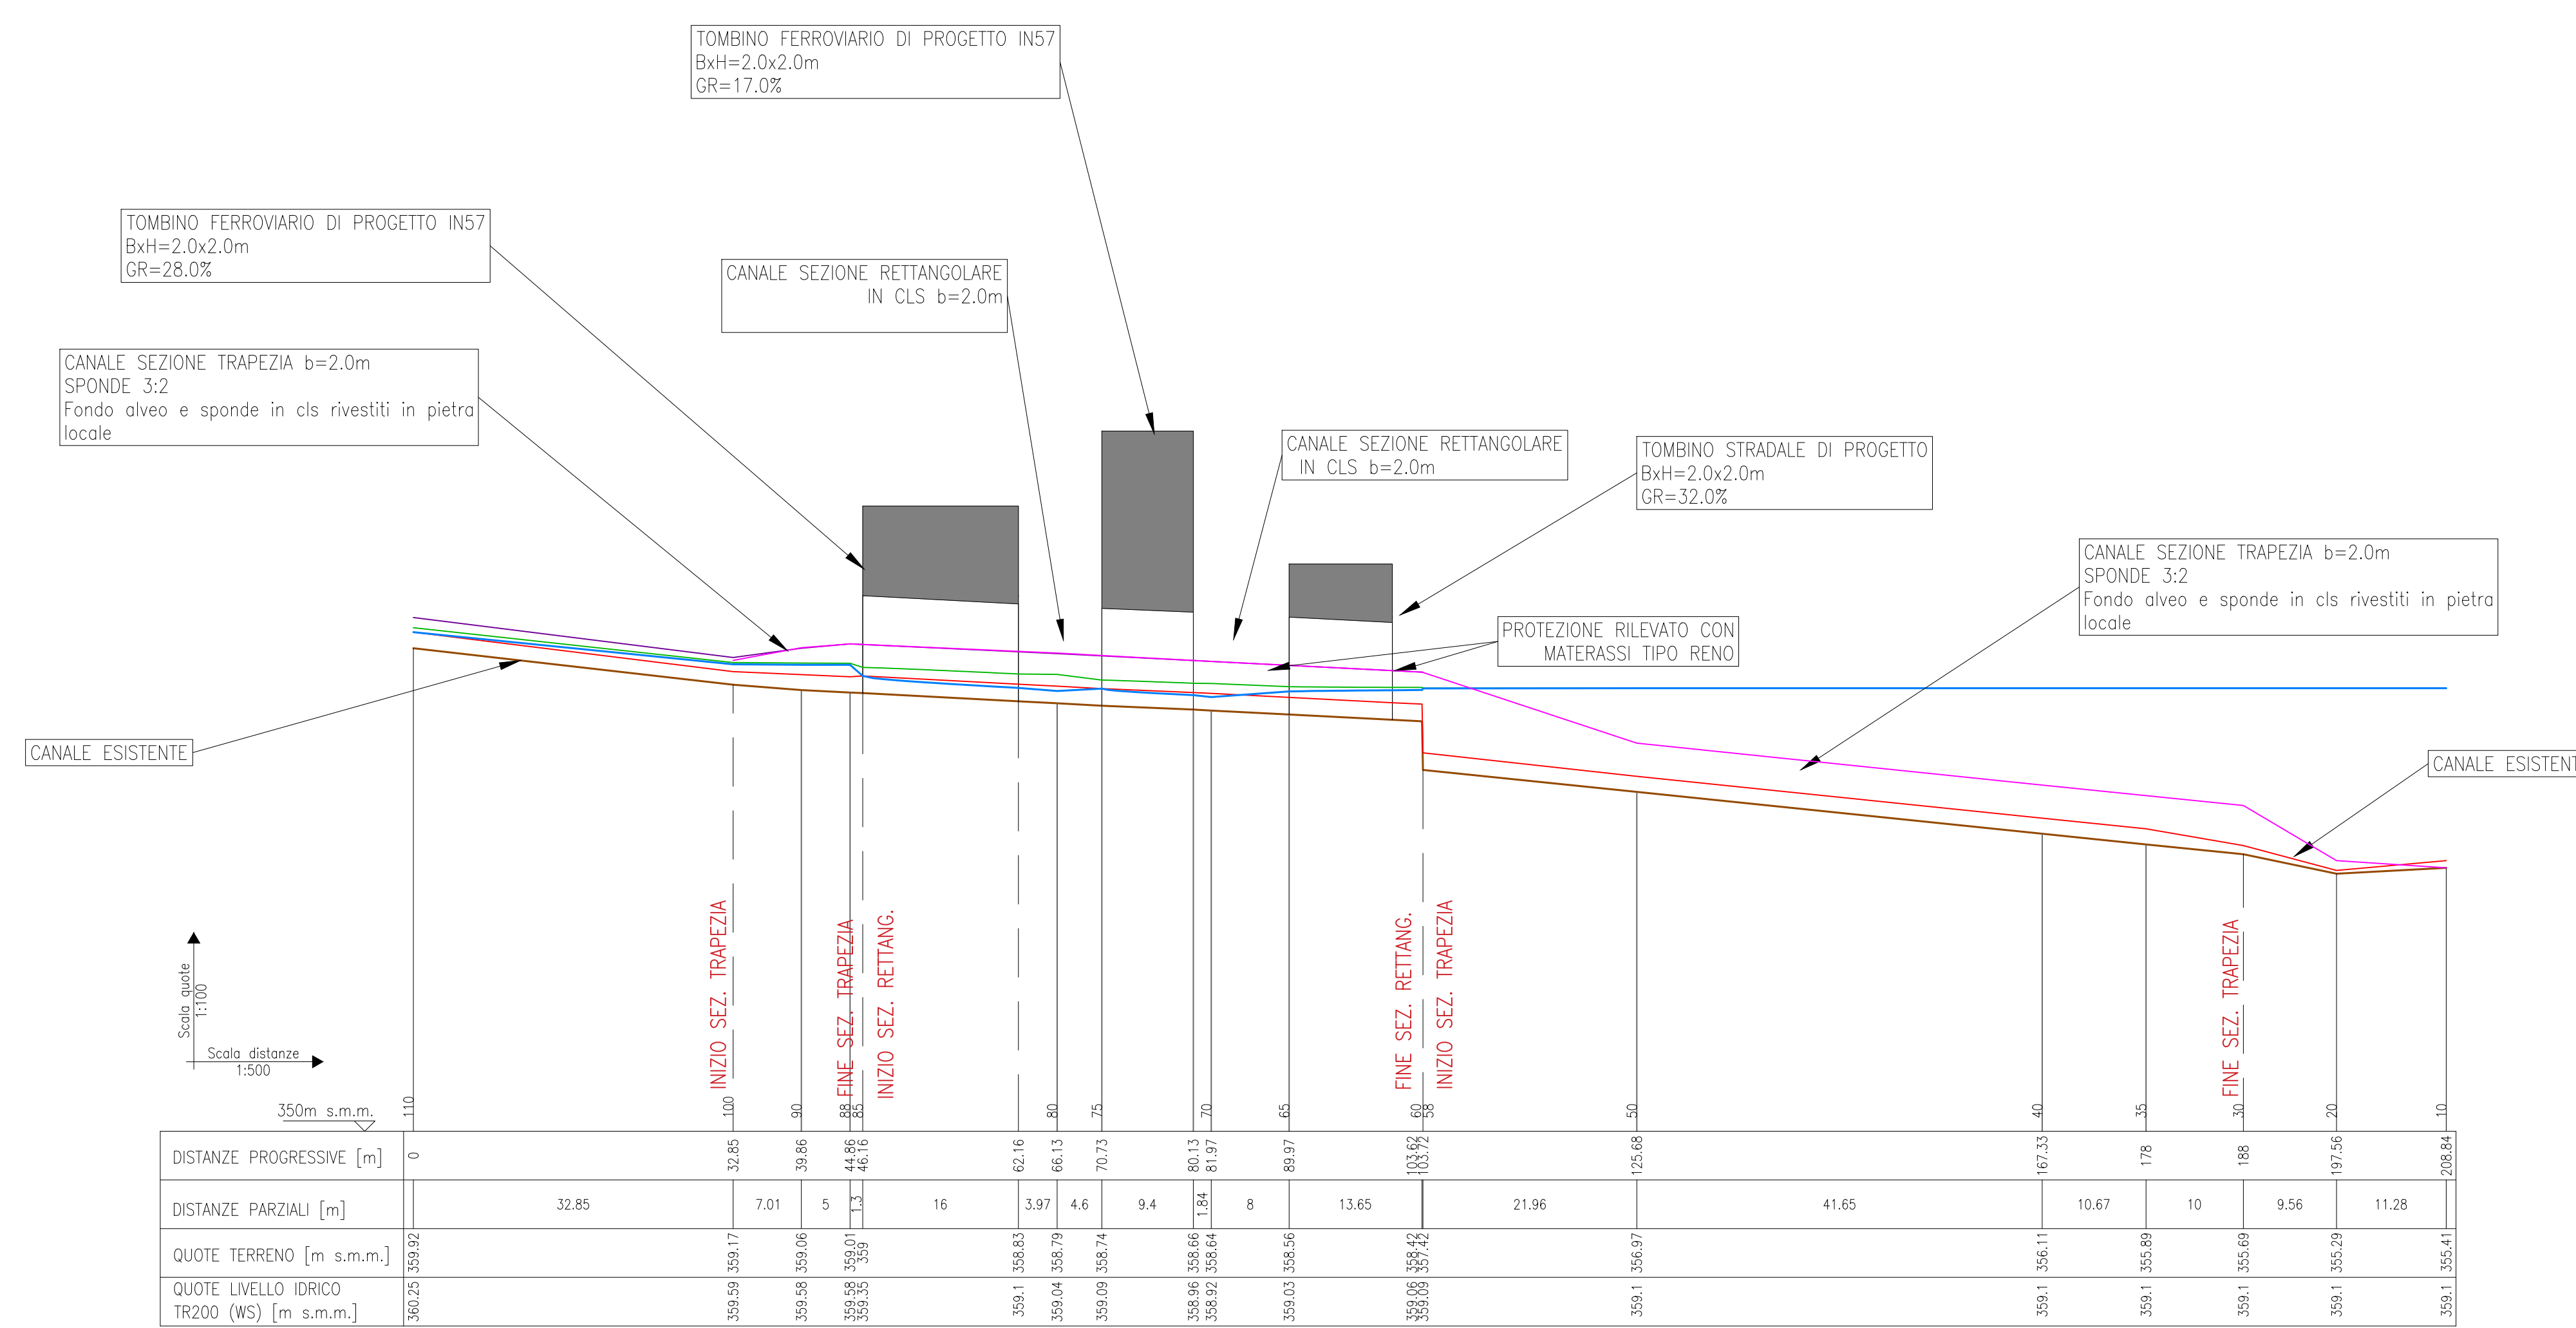 TOMBINO FERROVIARIO DI PROGETTO IN57
BxH=2.0x2.0m
GR=17.0%
TOMBINO FERROVIARIO DI PROGETTO IN57
BxH=2.0x2.0m
GR=28.0%
CANALE SEZIONE RETTANGOLARE
IN CLS b=2.0m
CANALE SEZIONE TRAPEZIA b=2.0m
SPONDE 3:2
Fondo alveo e sponde in cls rivestiti in pietra
locale
CANALE SEZIONE RETTANGOLARE
IN CLS b=2.0m
TOMBINO STRADALE DI PROGETTO
BxH=2.0x2.0m
GR=32.0%
CANALE SEZIONE TRAPEZIA b=2.0m
SPONDE 3:2
Fondo alveo e sponde in cls rivestiti in pietra
locale
PROTEZIONE RILEVATO CON
MATERASSI TIPO RENO
CANALE ESISTENTE
CANALE ESISTENT
INIZIO SEZ. TRAPEZIA
FINE SEZ. TRAPEZIA
INIZIO SEZ. RETTANG.
FINE SEZ. RETTANG.
INIZIO SEZ. TRAPEZIA
FINE SEZ. TRAPEZIA
Scala quote
1:100
Scala distanze
1:500
350m s.m.m.
110 100 90 88 85 80 75 70 65 60 58 50 40 35 30 20 10
DISTANZE PROGRESSIVE [m] 0 32.85 39.86 44.86 46.16 62.16 66.13 70.73 80.13 81.97 89.97 103.62 103.72 125.68 167.33 178 188 197.56 208.84
DISTANZE PARZIALI [m] 32.85 7.01 5 1.3 16 3.97 4.6 9.4 1.84 8 13.65 21.96 41.65 10.67 10 9.56 11.28
QUOTE TERRENO [m s.m.m.] 359.92 359.17 359.06 359.01 359 358.83 358.79 358.74 358.66 358.64 358.56 358.42 357.42 356.97 356.11 355.89 355.69 355.29 355.41
QUOTE LIVELLO IDRICO
TR200 (WS) [m s.m.m.] 360.25 359.59 359.58 359.58 359.35 359.1 359.04 359.09 358.96 358.92 359.03 359.06 359.09 359.1 359.1 359.1 359.1 359.1 359.1